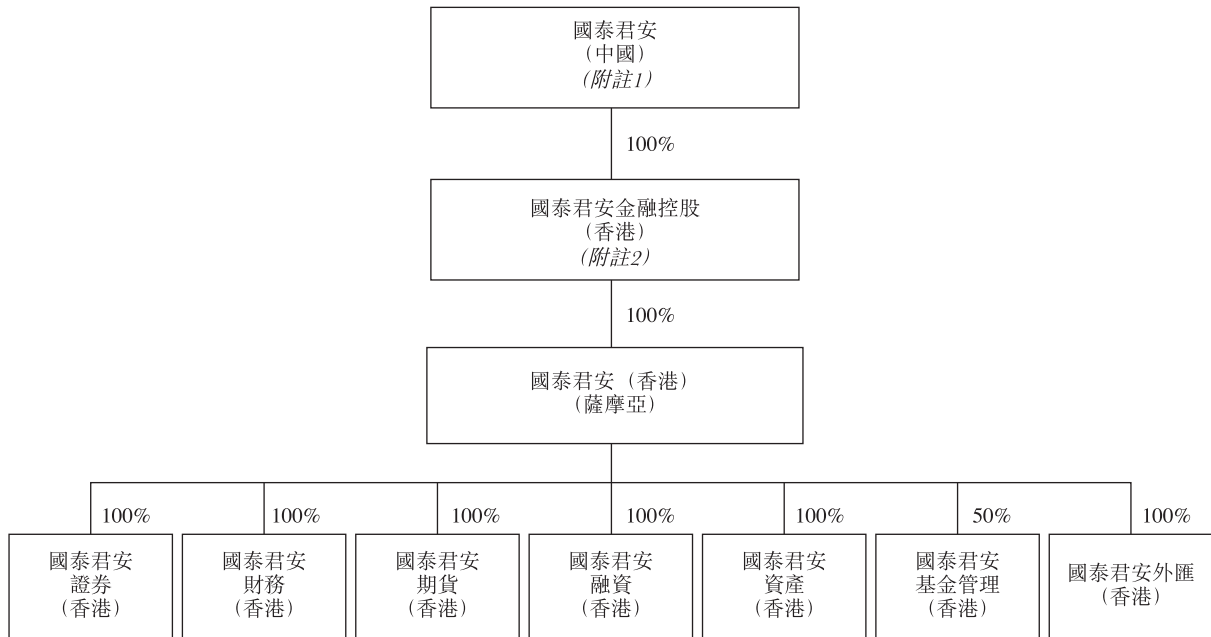 國泰君安
（中國）
（附註1）
100%
國泰君安金融控股
（香港）
（附註2）
100%
國泰君安（香港）
（薩摩亞）
100%
100%
100%
100%
100%
50%
100%
國泰君安
證券
（香港）
國泰君安
財務
（香港）
國泰君安
期貨
（香港）
國泰君安
融資
（香港）
國泰君安
資產
（香港）
國泰君安
基金管理
（香港）
國泰君安外匯
（香港）